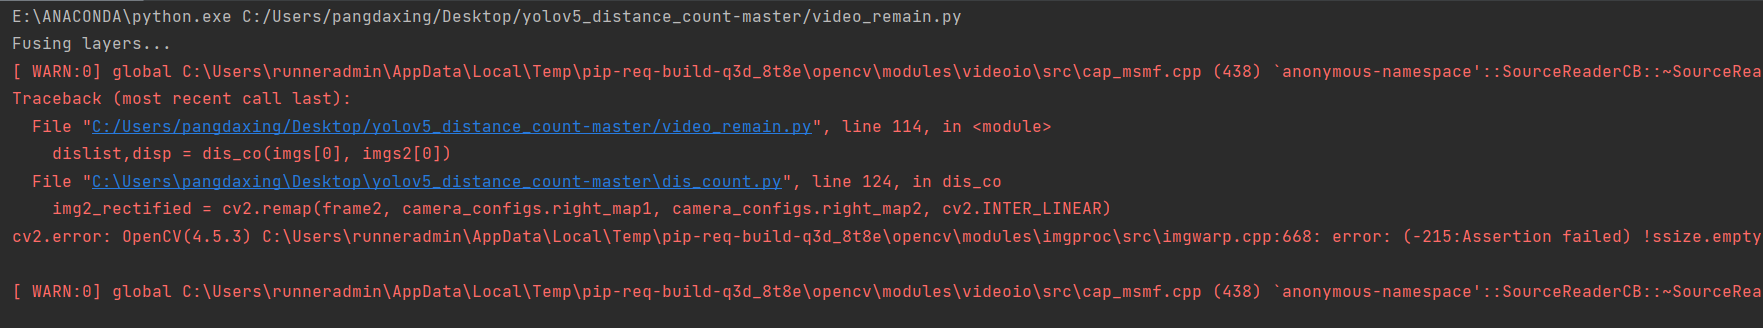 E:\ANACONDA\python.exe C:/Users/pangdaxing/Desktop/yolov5_distance_count-master/video_remain.py
Fusing layers...
[ WARN:0] global C:\Users\runneradmin\AppData\Local\Temp\pip-req-build-q3d_8t8e\opencv\modules\videoio\src\cap_msmf.cpp (438) `anonymous-namespace'::SourceReaderCB::~SourceRea
Traceback (most recent call last):
  File "C:/Users/pangdaxing/Desktop/yolov5_distance_count-master/video_remain.py", line 114, in <module>
    dislist,disp = dis_co(imgs[0], imgs2[0])
  File "C:\Users\pangdaxing\Desktop\yolov5_distance_count-master\dis_count.py", line 124, in dis_co
    img2_rectified = cv2.remap(frame2, camera_configs.right_map1, camera_configs.right_map2, cv2.INTER_LINEAR)
cv2.error: OpenCV(4.5.3) C:\Users\runneradmin\AppData\Local\Temp\pip-req-build-q3d_8t8e\opencv\modules\imgproc\src\imgwarp.cpp:668: error: (-215:Assertion failed) !ssize.empty
[ WARN:0] global C:\Users\runneradmin\AppData\Local\Temp\pip-req-build-q3d_8t8e\opencv\modules\videoio\src\cap_msmf.cpp (438) `anonymous-namespace'::SourceReaderCB::~SourceRea